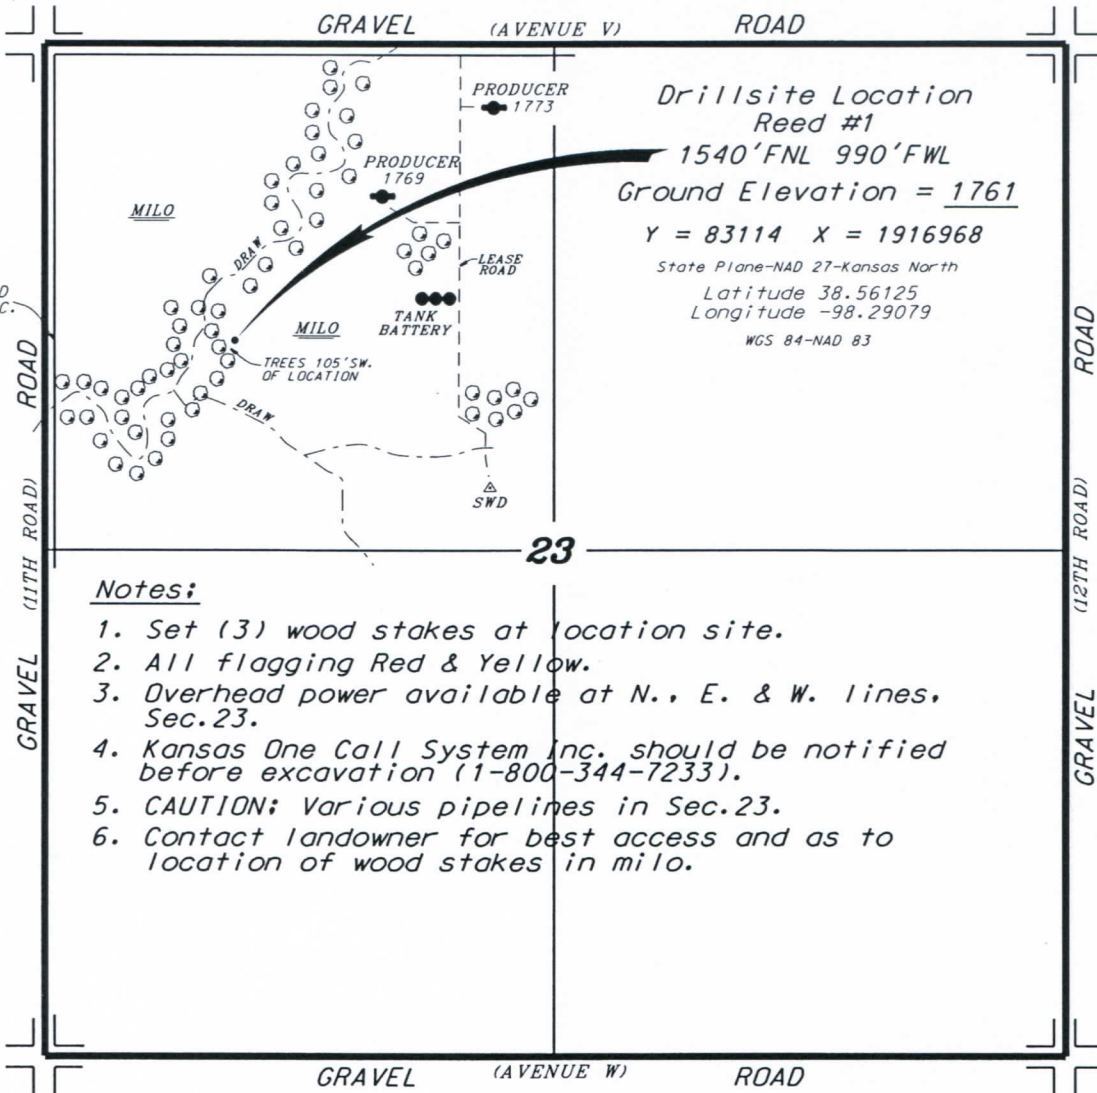 GRAVEL (AVENUE V) ROAD
PRODUCER
1773
Drillsite Location
Reed #1
1540'FNL 990'FWL
Ground Elevation = 1761
Y = 83114 X = 1916968
State Plane-NAD 27-Kansas North
Latitude 38.56125
Longitude -98.29079
WGS 84-NAD 83
PRODUCER
1769
MILO
DRAW
LEASE
ROAD
TANK
BATTERY
MILO
TREES 105'SW.
OF LOCATION
DRAW
SWD
23
GRAVEL (11TH ROAD) ROAD
GRAVEL (12TH ROAD) ROAD
Notes:
1. Set (3) wood stakes at location site.
2. All flagging Red & Yellow.
3. Overhead power available at N., E. & W. lines,
Sec.23.
4. Kansas One Call System Inc. should be notified
before excavation (1-800-344-7233).
5. CAUTION: Various pipelines in Sec.23.
6. Contact landowner for best access and as to
location of wood stakes in milo.
GRAVEL (AVENUE W) ROAD